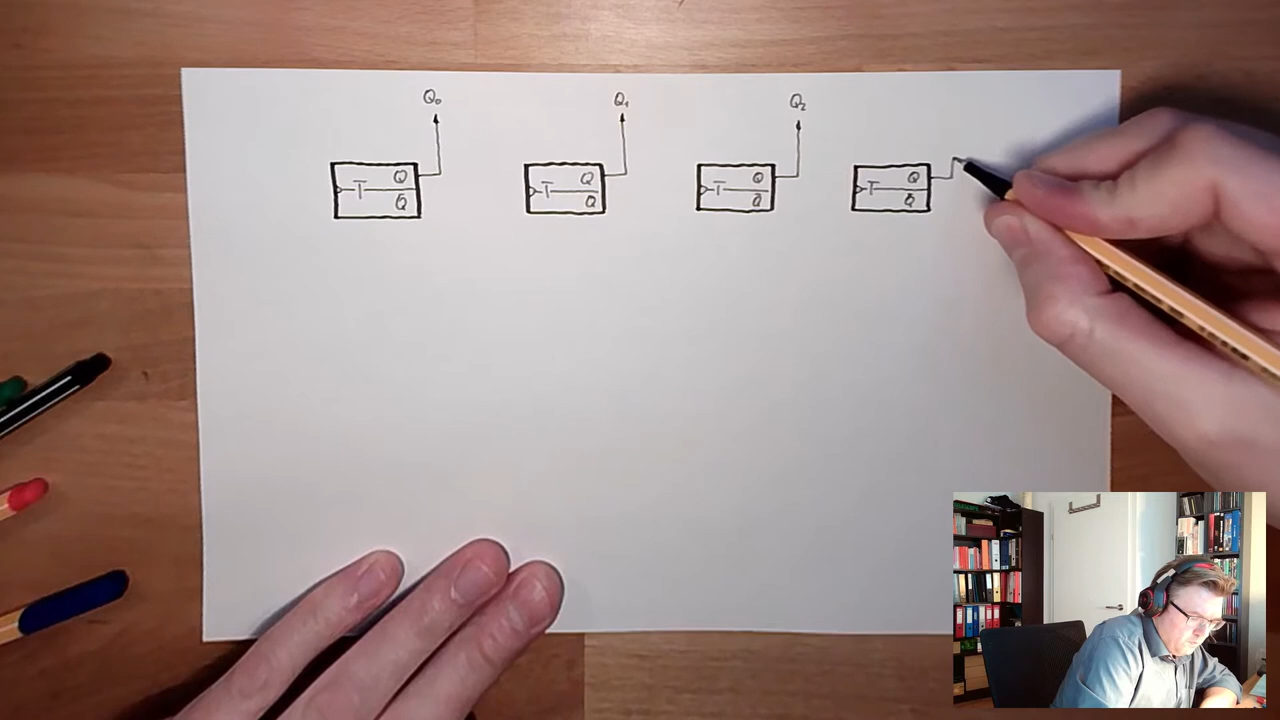 Q₀ Q₁ Q₂
T Q T Q T Q T Q
Q̅ Q̅ Q̅ Q̅